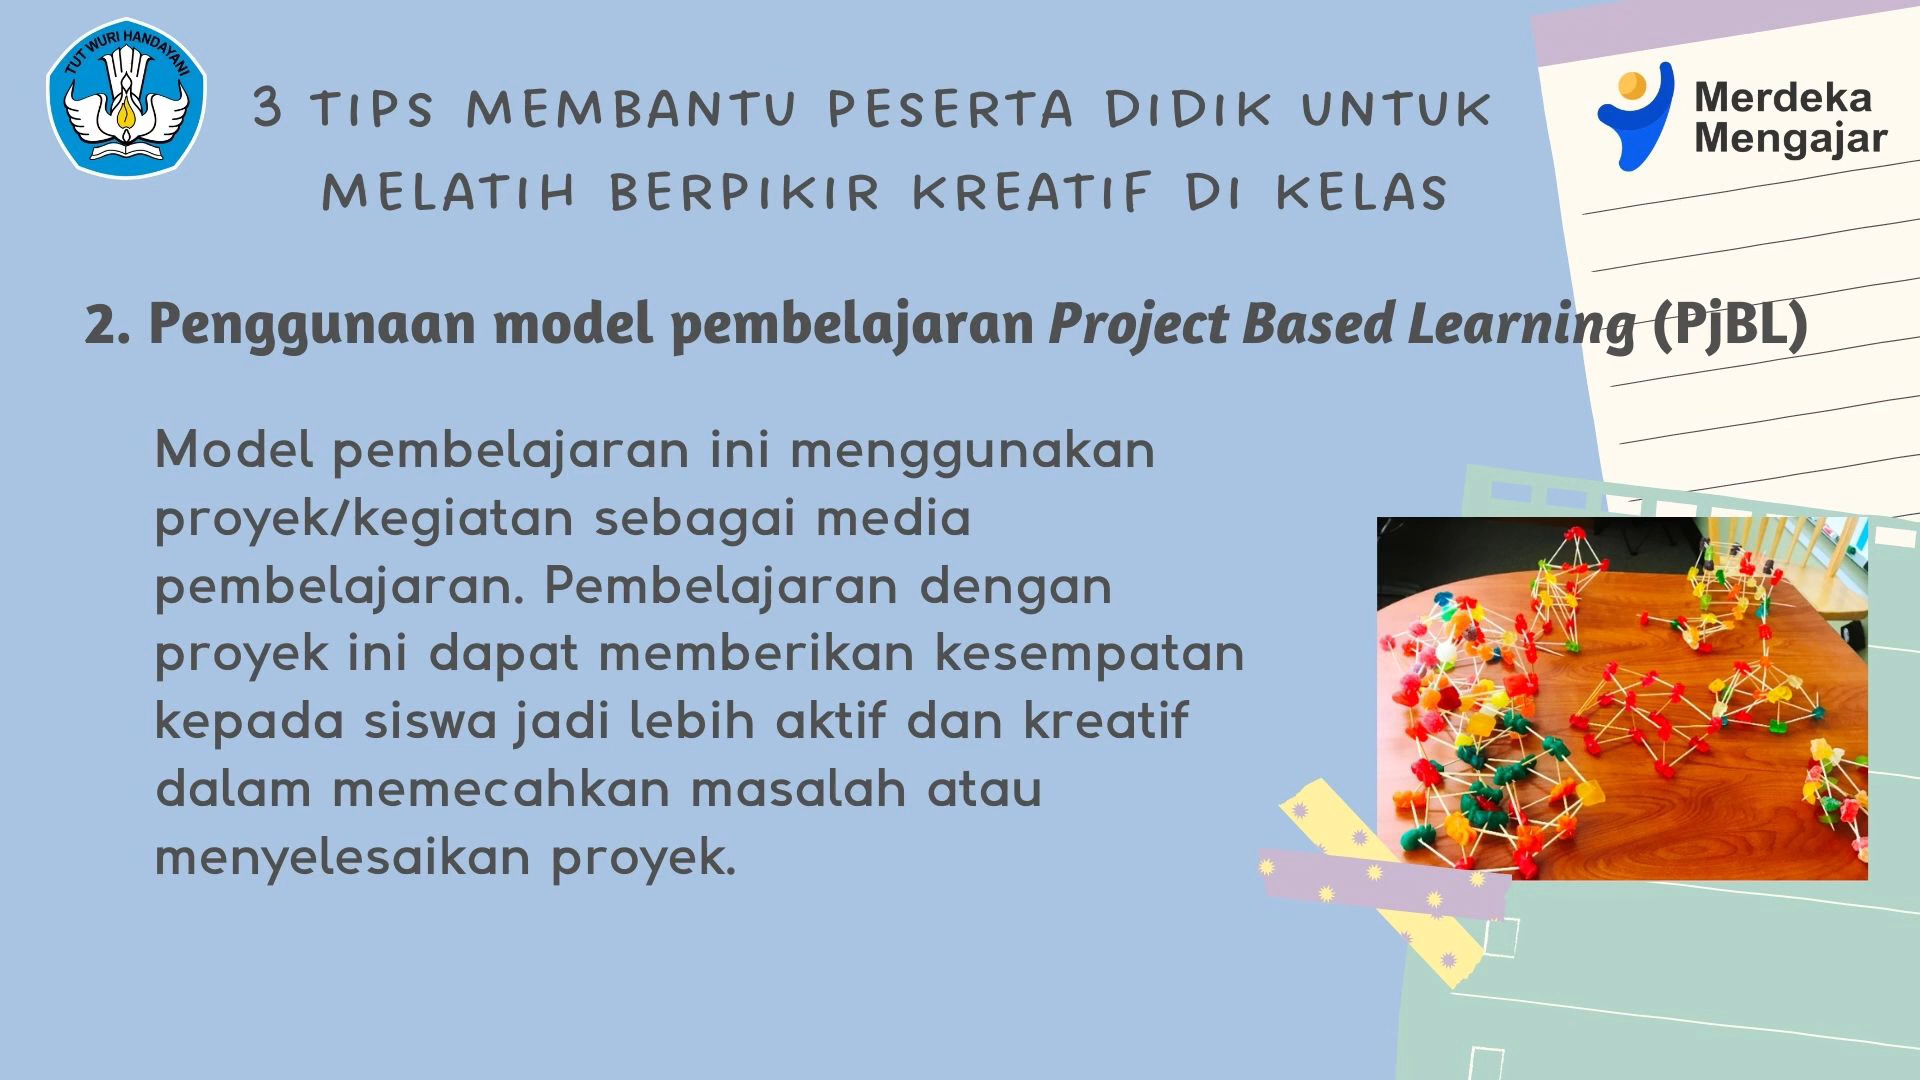 TUT WURI HANDAYANI
3 TIPS MEMBANTU PESERTA DIDIK UNTUK
MELATIH BERPIKIR KREATIF DI KELAS
Merdeka
Mengajar
2. Penggunaan model pembelajaran Project Based Learning (PjBL)
Model pembelajaran ini menggunakan
proyek/kegiatan sebagai media
pembelajaran. Pembelajaran dengan
proyek ini dapat memberikan kesempatan
kepada siswa jadi lebih aktif dan kreatif
dalam memecahkan masalah atau
menyelesaikan proyek.